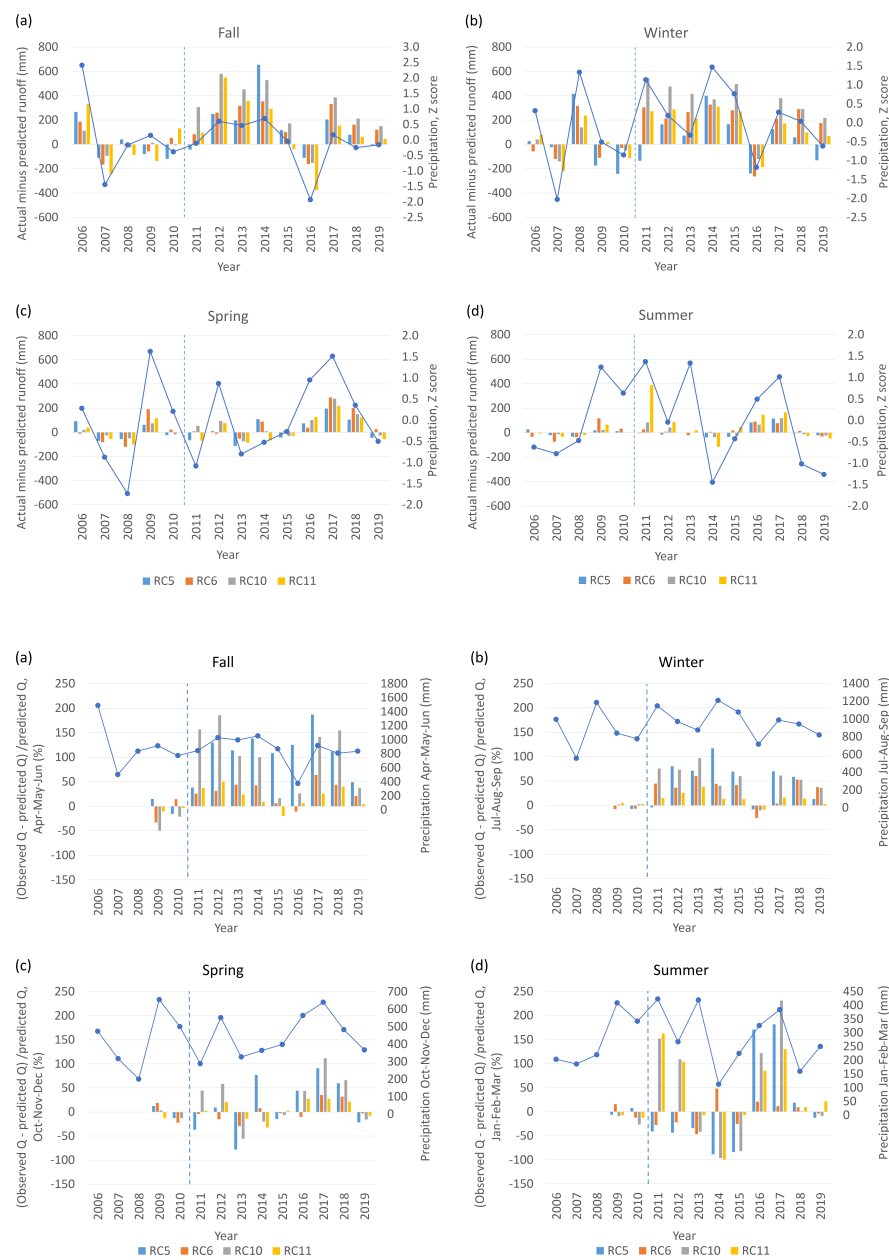 (a)
Fall
Actual minus predicted runoff (mm)
800
600
400
200
0
-200
-400
-600
3.0
2.5
2.0
1.5
1.0
0.5
0.0
-0.5
-1.0
-1.5
-2.0
-2.5
Precipitation, Z score
2006 2007 2008 2009 2010 2011 2012 2013 2014 2015 2016 2017 2018 2019
Year
(b)
Winter
Actual minus predicted runoff (mm)
800
600
400
200
0
-200
-400
-600
2.0
1.5
1.0
0.5
0.0
-0.5
-1.0
-1.5
-2.0
-2.5
Precipitation, Z score
2006 2007 2008 2009 2010 2011 2012 2013 2014 2015 2016 2017 2018 2019
Year
(c)
Spring
Actual minus predicted runoff (mm)
800
600
400
200
0
-200
-400
-600
2.0
1.5
1.0
0.5
0.0
-0.5
-1.0
-1.5
-2.0
Precipitation, Z score
2006 2007 2008 2009 2010 2011 2012 2013 2014 2015 2016 2017 2018 2019
Year
RC5 RC6 RC10 RC11
(d)
Summer
Actual minus predicted runoff (mm)
800
600
400
200
0
-200
-400
-600
2.0
1.5
1.0
0.5
0.0
-0.5
-1.0
-1.5
-2.0
Precipitation, Z score
2006 2007 2008 2009 2010 2011 2012 2013 2014 2015 2016 2017 2018 2019
Year
RC5 RC6 RC10 RC11
(a)
Fall
(Observed Q - predicted Q) /predicted Q,
Apr-May-Jun (%)
250
200
150
100
50
0
-50
-100
-150
1800
1600
1400
1200
1000
800
600
400
200
0
Precipitation Apr-May-Jun (mm)
2006 2007 2008 2009 2010 2011 2012 2013 2014 2015 2016 2017 2018 2019
Year
(b)
Winter
(Observed Q - predicted Q) /predicted Q,
Jul-Aug-Sep (%)
250
200
150
100
50
0
-50
-100
-150
1400
1200
1000
800
600
400
200
0
Precipitation Jul-Aug-Sep (mm)
2006 2007 2008 2009 2010 2011 2012 2013 2014 2015 2016 2017 2018 2019
Year
(c)
Spring
(Observed Q - predicted Q) /predicted Q,
Oct-Nov-Dec (%)
250
200
150
100
50
0
-50
-100
-150
700
600
500
400
300
200
100
0
Precipitation Oct-Nov-Dec (mm)
2006 2007 2008 2009 2010 2011 2012 2013 2014 2015 2016 2017 2018 2019
Year
RC5 RC6 RC10 RC11
(d)
Summer
(Observed Q - predicted Q) /predicted Q,
Jan-Feb-Mar (%)
250
200
150
100
50
0
-50
-100
-150
450
400
350
300
250
200
150
100
50
0
Precipitation Jan-Feb-Mar (mm)
2006 2007 2008 2009 2010 2011 2012 2013 2014 2015 2016 2017 2018 2019
Year
RC5 RC6 RC10 RC11